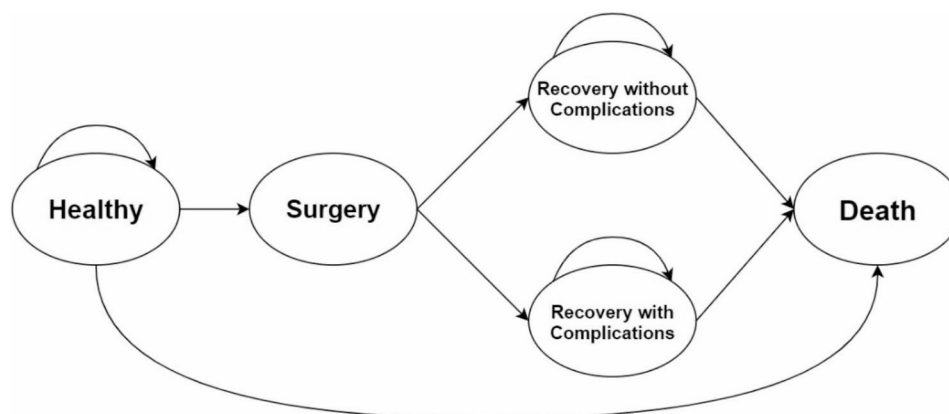 Healthy
Surgery
Recovery without
Complications
Recovery with
Complications
Death